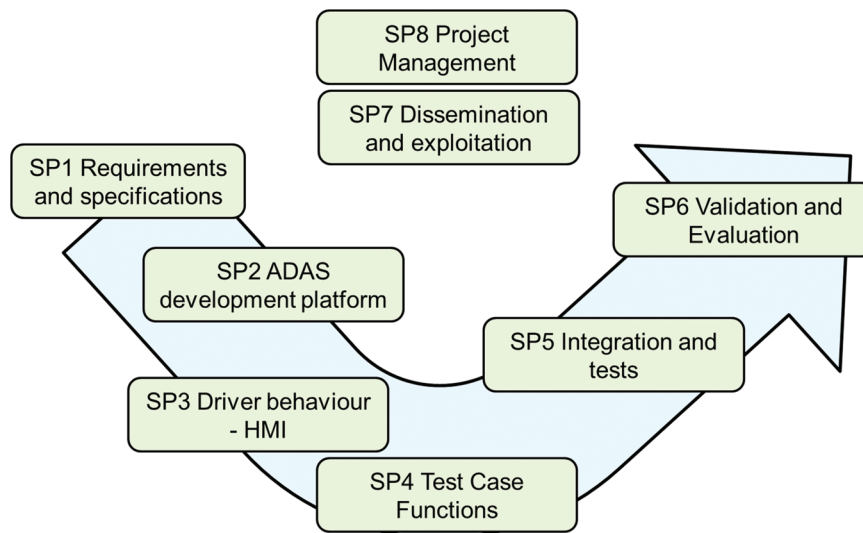 SP8 Project
Management
SP7 Dissemination
and exploitation
SP1 Requirements
and specifications
SP2 ADAS
development platform
SP3 Driver behaviour
- HMI
SP4 Test Case
Functions
SP5 Integration and
tests
SP6 Validation and
Evaluation